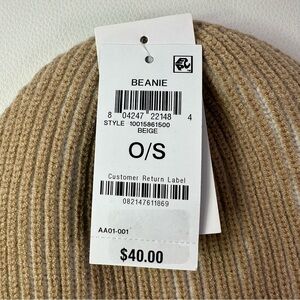 BEANIE
8 04247 22148 4
STYLE 10015861500
BEIGE
O/S
Customer Return Label
082147611869
AA01-001
$40.00